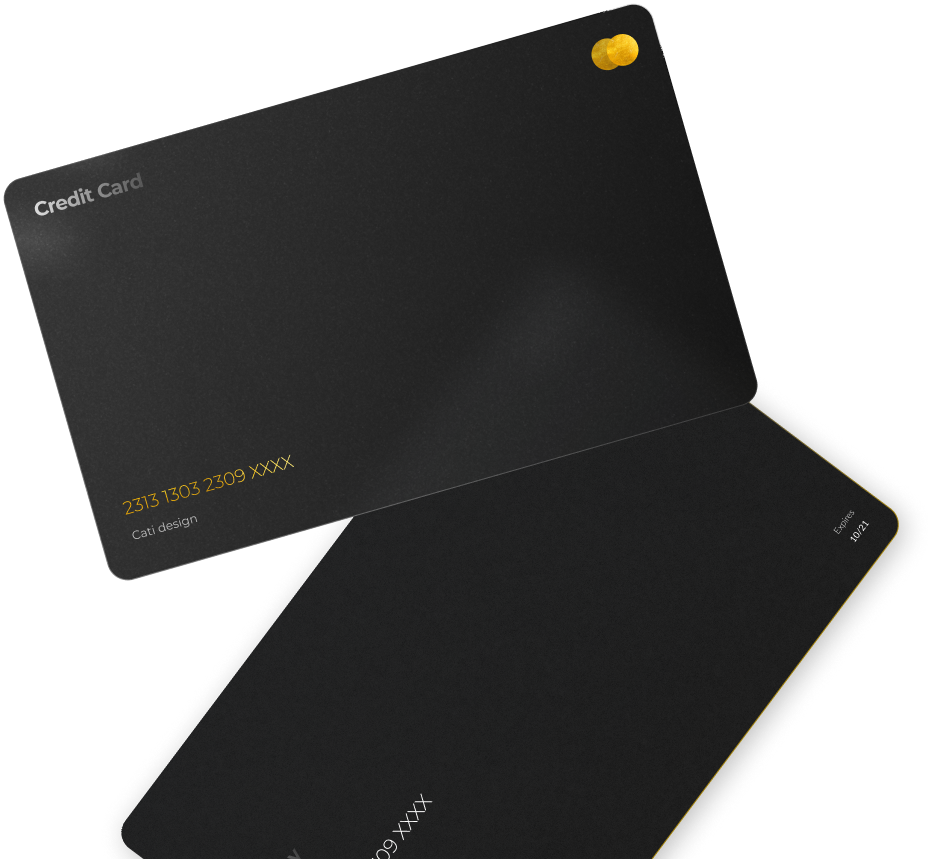 Credit Card
2313 1303 2309 XXXX
Cati design
Expires
10/21
09 XXXX